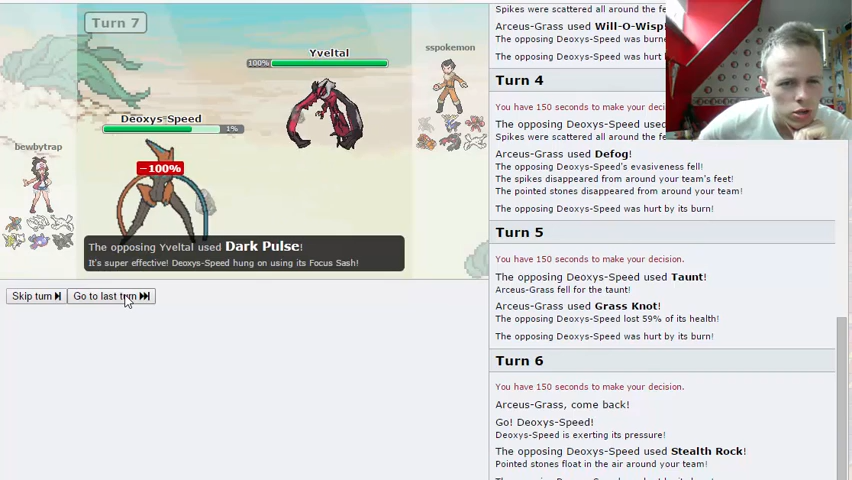 Turn 7
Yveltal
100%
sspokemon
Deoxys-Speed
1%
bewbytrap
−100%
The opposing Yveltal used Dark Pulse!
It's super effective! Deoxys-Speed hung on using its Focus Sash!
Skip turn
Go to last turn
Spikes were scattered all around the fe
Arceus-Grass used Will-O-Wisp!
The opposing Deoxys-Speed was burne
The opposing Deoxys-Speed was hurt b
Turn 4
You have 150 seconds to make your deci
The opposing Deoxys-Speed used
Spikes were scattered all around the fe
Arceus-Grass used Defog!
The opposing Deoxys-Speed's evasiveness fell!
The spikes disappeared from around your team's feet!
The pointed stones disappeared from around your team!
The opposing Deoxys-Speed was hurt by its burn!
Turn 5
You have 150 seconds to make your decision.
The opposing Deoxys-Speed used Taunt!
Arceus-Grass fell for the taunt!
Arceus-Grass used Grass Knot!
The opposing Deoxys-Speed lost 59% of its health!
The opposing Deoxys-Speed was hurt by its burn!
Turn 6
You have 150 seconds to make your decision.
Arceus-Grass, come back!
Go! Deoxys-Speed!
Deoxys-Speed is exerting its pressure!
The opposing Deoxys-Speed used Stealth Rock!
Pointed stones float in the air around your team!